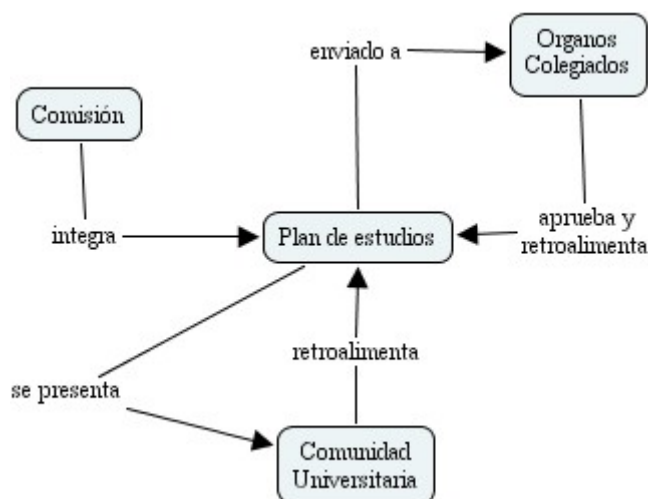 enviado a
Organos
Colegiados
Comisión
integra
Plan de estudios
aprueba y
retroalimenta
retroalimenta
se presenta
Comunidad
Universitaria